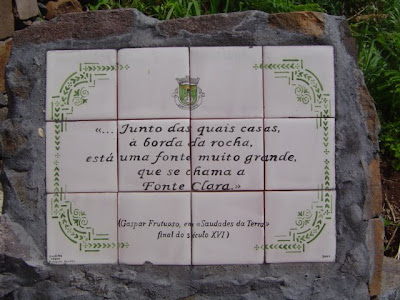 «... Junto das quais casas,
à borda da rocha,
está uma fonte muito grande,
que se chama a
Fonte Clara.»
(Gaspar Frutuoso, em «Saudades da Terra»
final do século XVI)